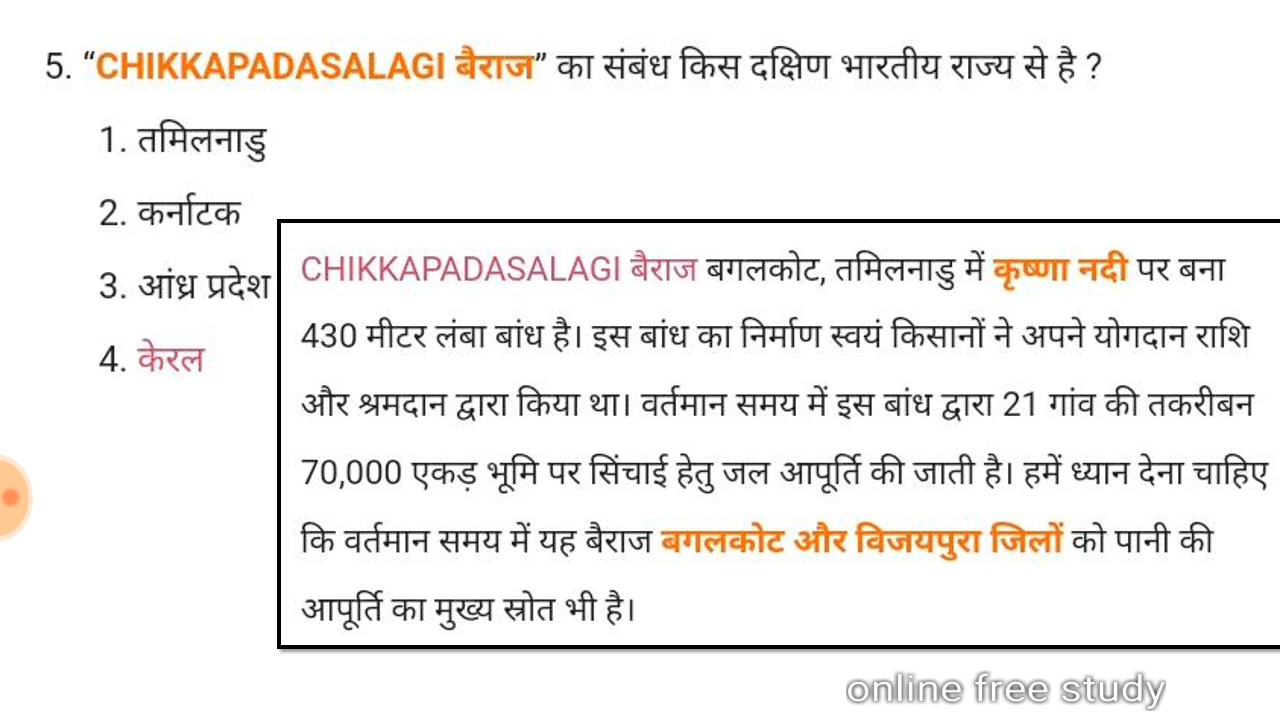 5. “CHIKKAPADASALAGI बैराज” का संबंध किस दक्षिण भारतीय राज्य से है ?
1. तमिलनाडु
2. कर्नाटक
3. आंध्र प्रदेश
4. केरल
CHIKKAPADASALAGI बैराज बगलकोट, तमिलनाडु में कृष्णा नदी पर बना
430 मीटर लंबा बांध है। इस बांध का निर्माण स्वयं किसानों ने अपने योगदान राशि
और श्रमदान द्वारा किया था। वर्तमान समय में इस बांध द्वारा 21 गांव की तकरीबन
70,000 एकड़ भूमि पर सिंचाई हेतु जल आपूर्ति की जाती है। हमें ध्यान देना चाहिए
कि वर्तमान समय में यह बैराज बगलकोट और विजयपुरा जिलों को पानी की
आपूर्ति का मुख्य स्रोत भी है।
online free study